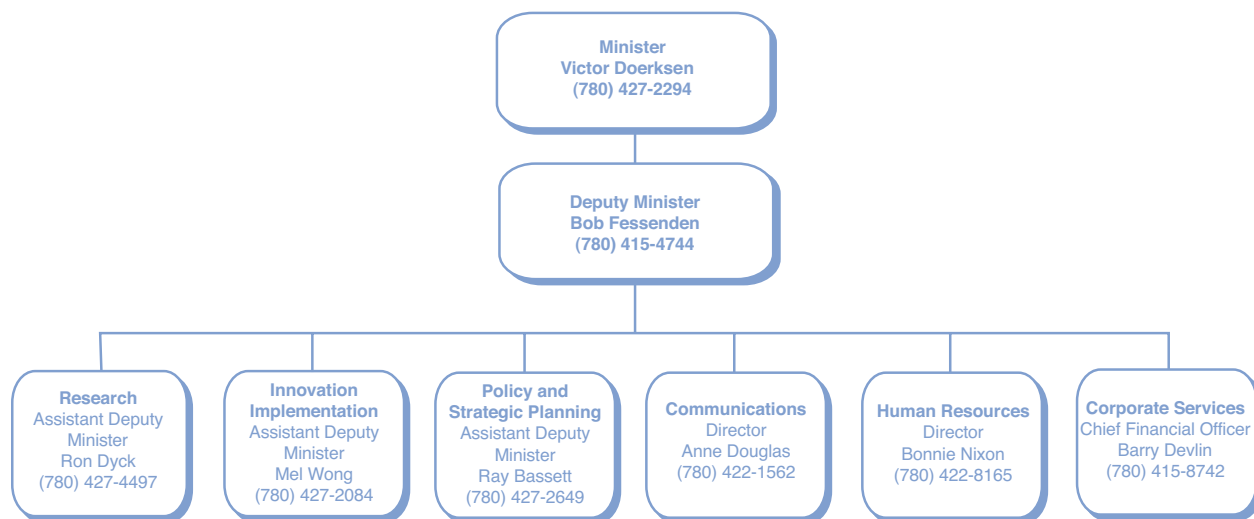 Minister
Victor Doerksen
(780) 427-2294
Deputy Minister
Bob Fessenden
(780) 415-4744
Research
Assistant Deputy
Minister
Ron Dyck
(780) 427-4497
Innovation
Implementation
Assistant Deputy
Minister
Mel Wong
(780) 427-2084
Policy and
Strategic Planning
Assistant Deputy
Minister
Ray Bassett
(780) 427-2649
Communications
Director
Anne Douglas
(780) 422-1562
Human Resources
Director
Bonnie Nixon
(780) 422-8165
Corporate Services
Chief Financial Officer
Barry Devlin
(780) 415-8742